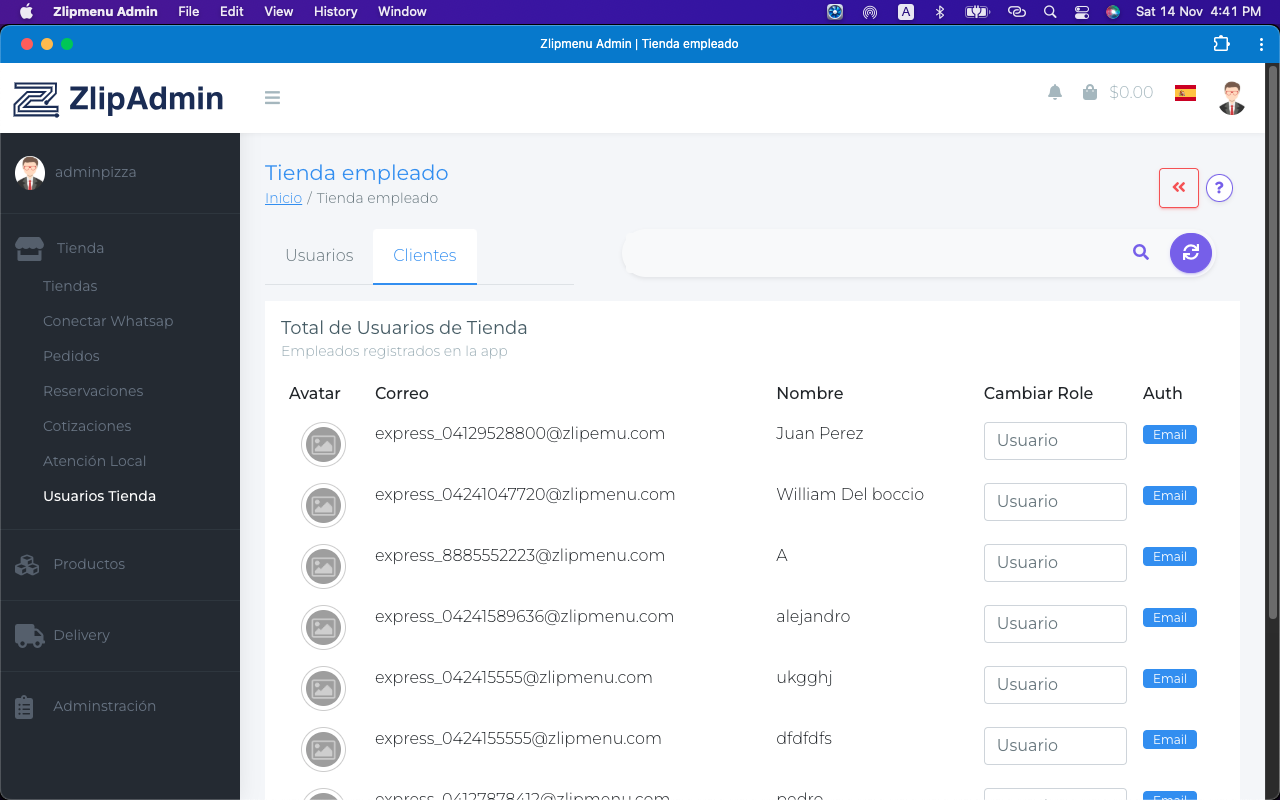 Zlipmenu Admin File Edit View History Window A Sat 14 Nov 4:41 PM
Zlipmenu Admin | Tienda empleado
ZlipAdmin
$0.00
adminpizza
Tienda
Tiendas
Conectar Whatsap
Pedidos
Reservaciones
Cotizaciones
Atención Local
Usuarios Tienda
Productos
Delivery
Adminstración
Tienda empleado
Inicio / Tienda empleado
?
Usuarios Clientes
Total de Usuarios de Tienda
Empleados registrados en la app
Avatar Correo Nombre Cambiar Role Auth
express_04129528800@zlipemu.com Juan Perez Usuario Email
express_04241047720@zlipmenu.com William Del boccio Usuario Email
express_8885552223@zlipmenu.com A Usuario Email
express_04241589636@zlipmenu.com alejandro Usuario Email
express_042415555@zlipmenu.com ukgghj Usuario Email
express_0424155555@zlipmenu.com dfdfdfs Usuario Email
express_04127878412@zlipmenu.com pedro Email